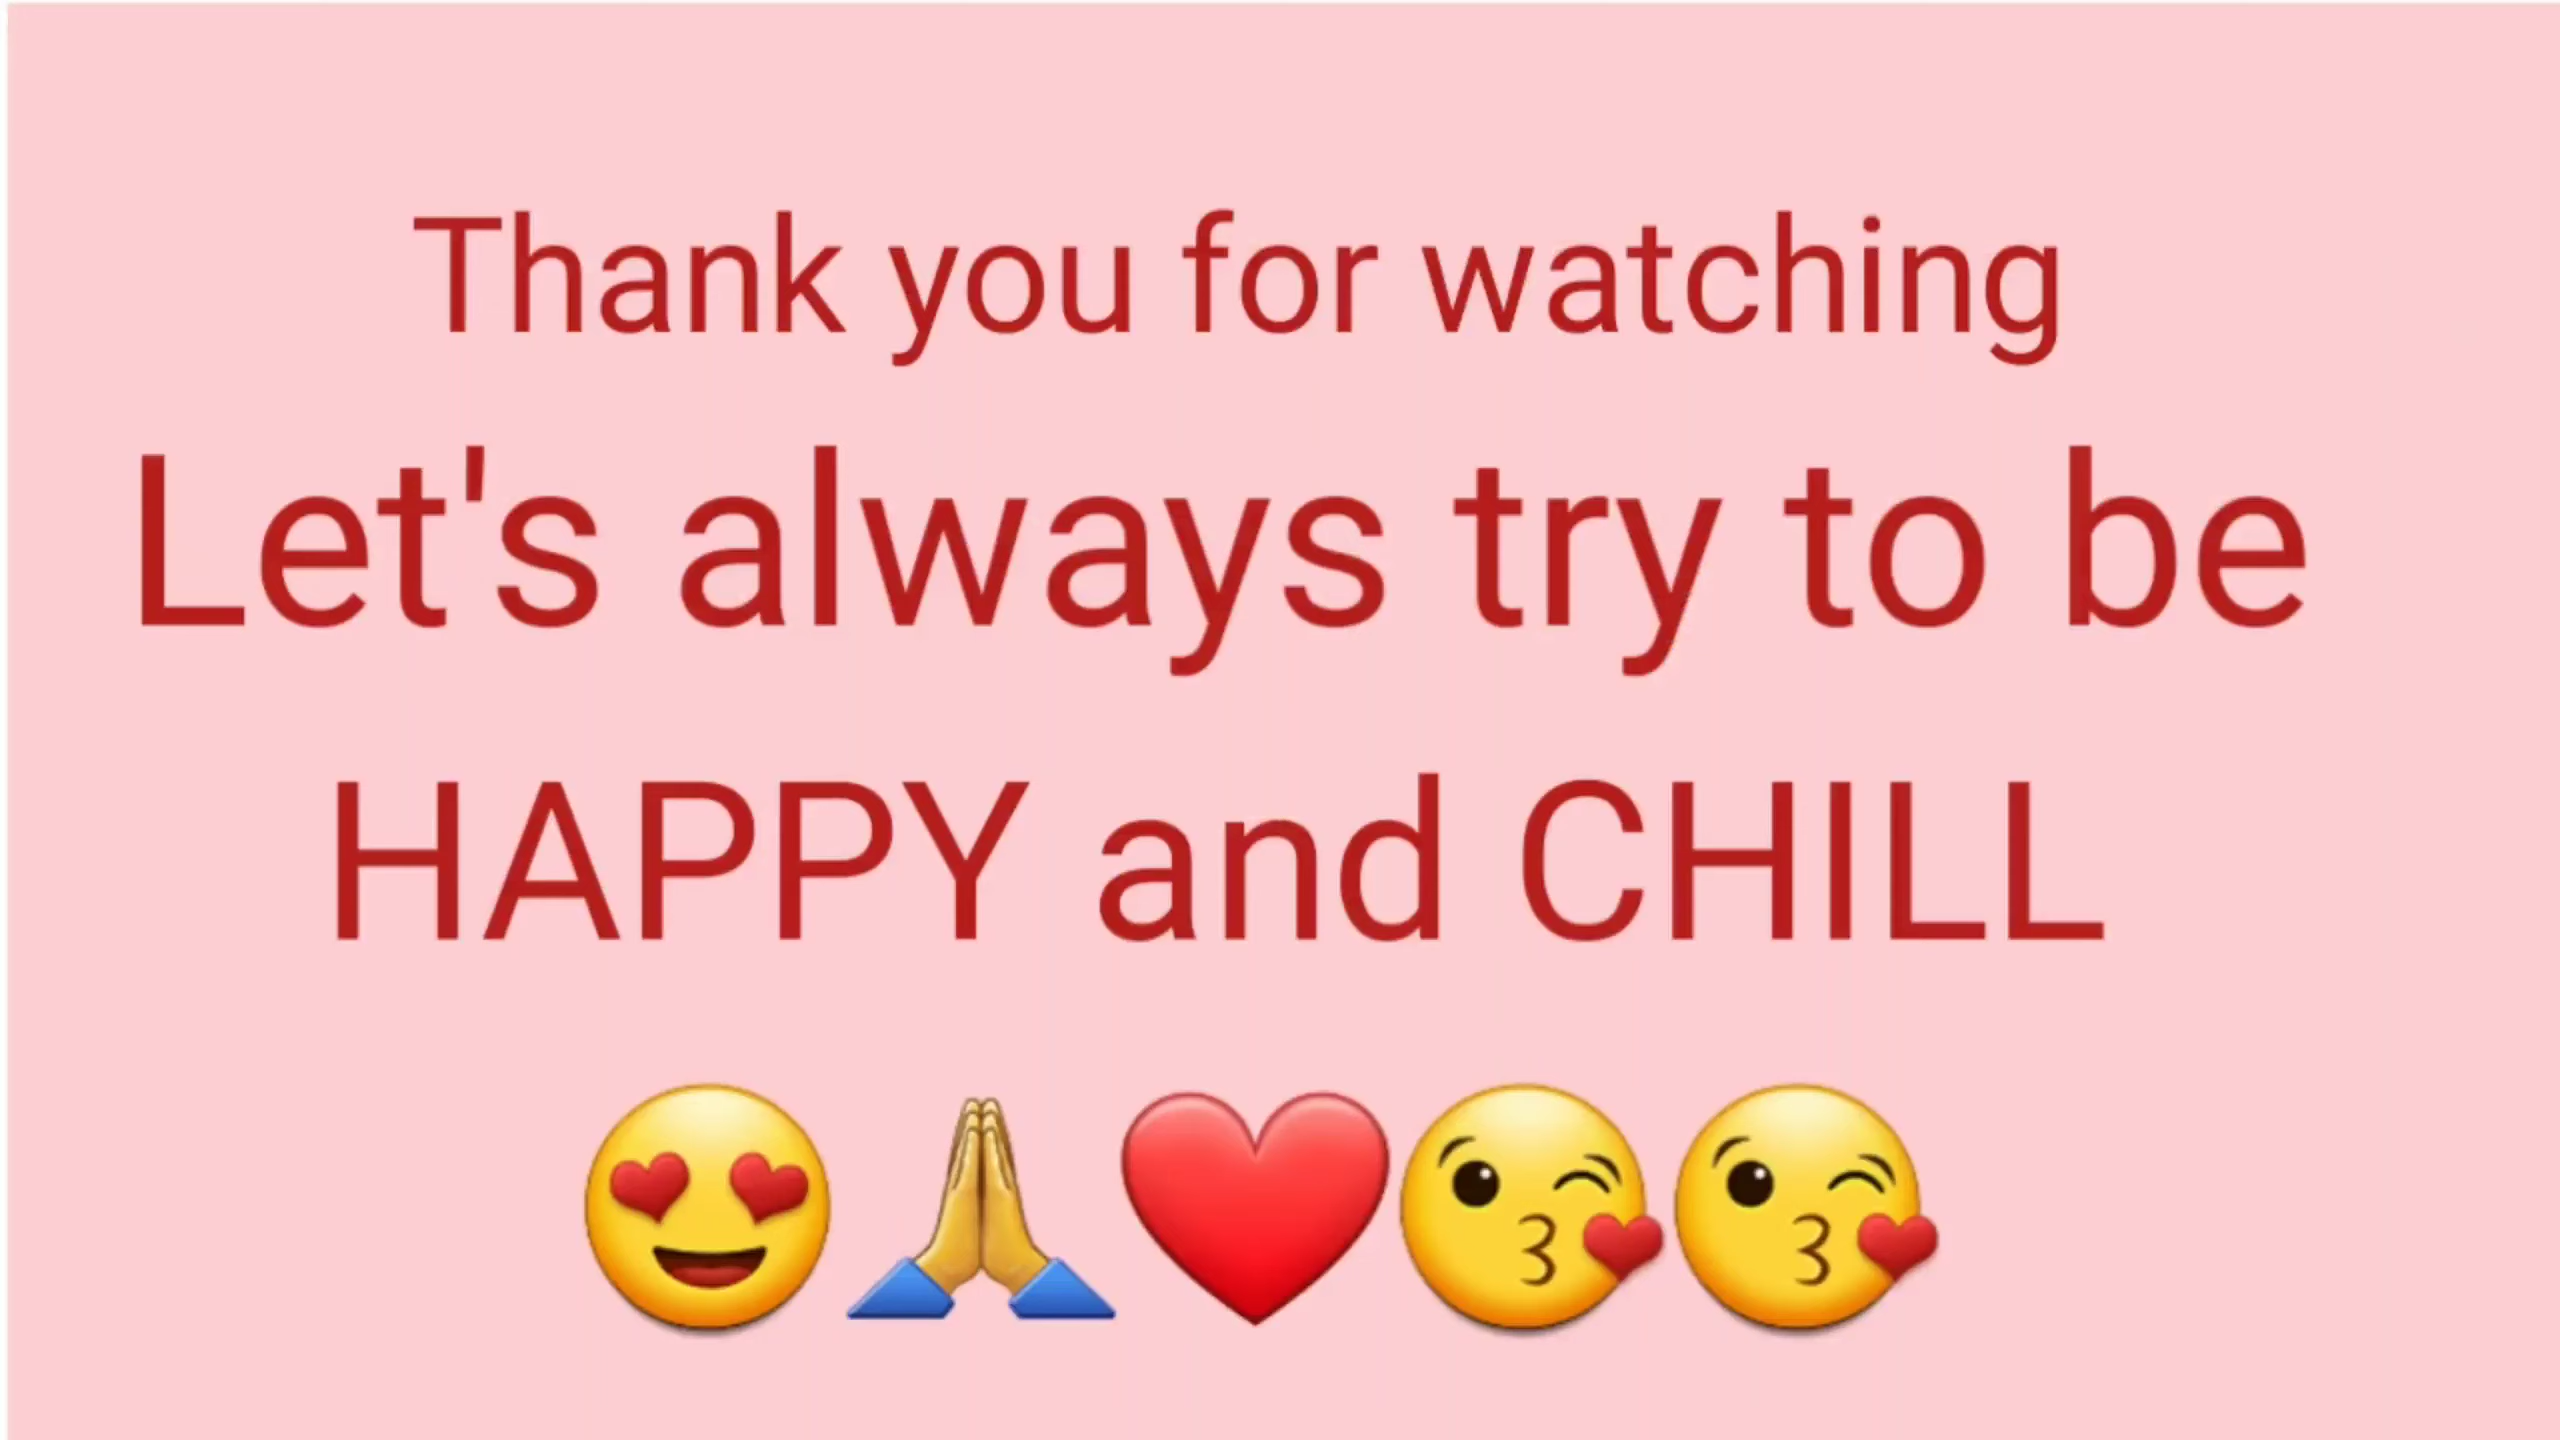 Thank you for watching
Let's always try to be
HAPPY and CHILL
😍🙏❤️😘😘